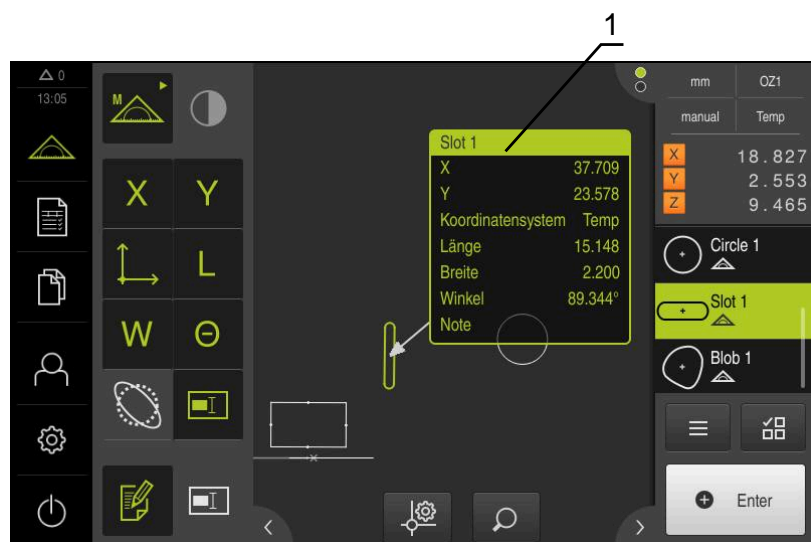 1
0
13:05
M
X
Y
L
W
Θ
Slot 1
X 37.709
Y 23.578
Koordinatensystem Temp
Länge 15.148
Breite 2.200
Winkel 89.344°
Note
mm OZ1
manual Temp
X 18.827
Y 2.553
Z 9.465
Circle 1
Slot 1
Blob 1
Enter